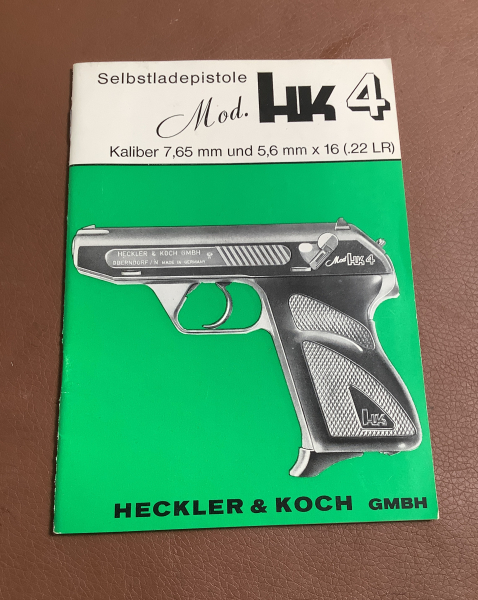 Selbstladepistole
Mod. HK 4
Kaliber 7,65 mm und 5,6 mm x 16 (.22 LR)
HECKLER & KOCH GMBH
OBERNDORF/N MADE IN GERMANY
Mod HK 4
HK
HECKLER & KOCH GMBH